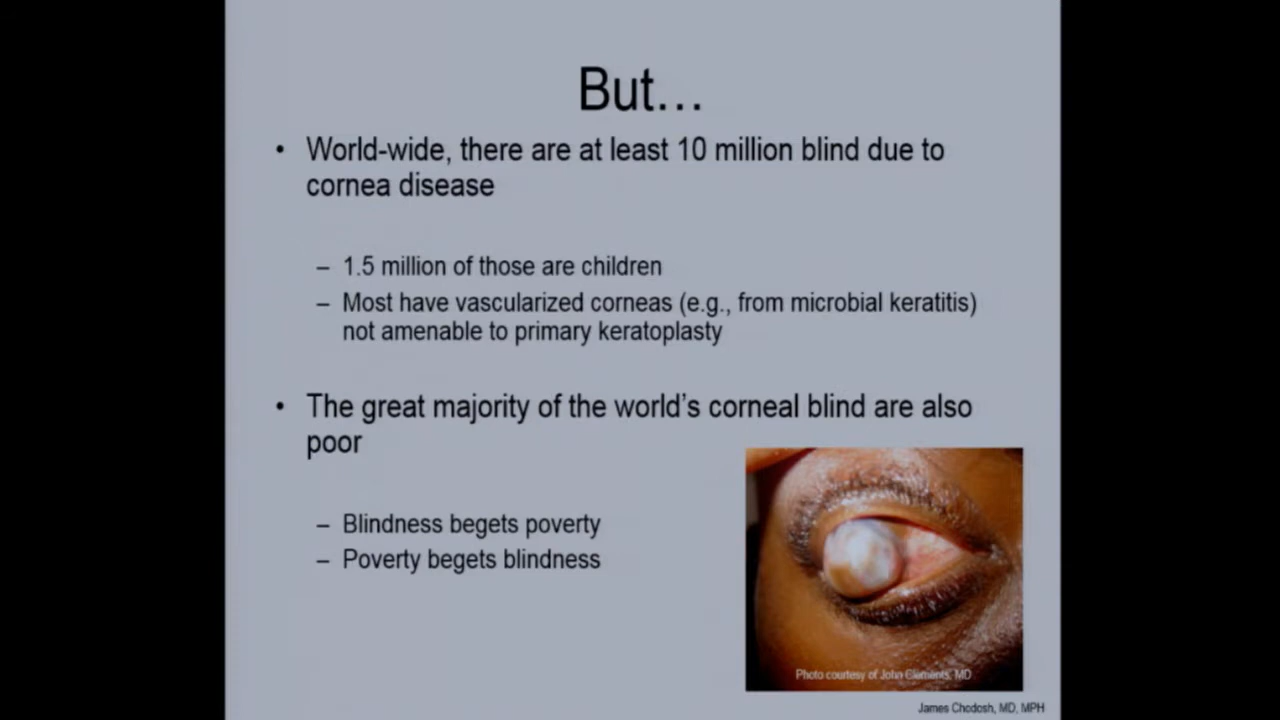 But...
• World-wide, there are at least 10 million blind due to
cornea disease
– 1.5 million of those are children
– Most have vascularized corneas (e.g., from microbial keratitis)
not amenable to primary keratoplasty
• The great majority of the world's corneal blind are also
poor
– Blindness begets poverty
– Poverty begets blindness
Photo courtesy of John Clements, MD
James Chodosh, MD, MPH